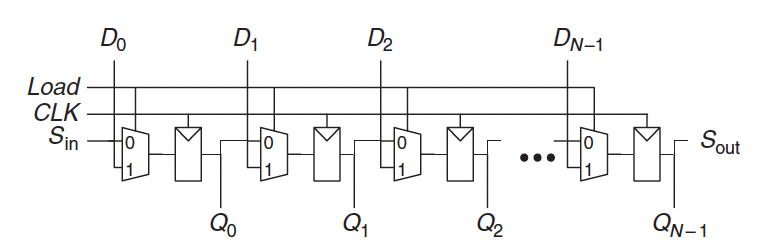 D0 D1 D2 DN-1
Load
CLK
Sin 0 0 0 0 Sout
1 1 1 1
Q0 Q1 Q2 QN-1